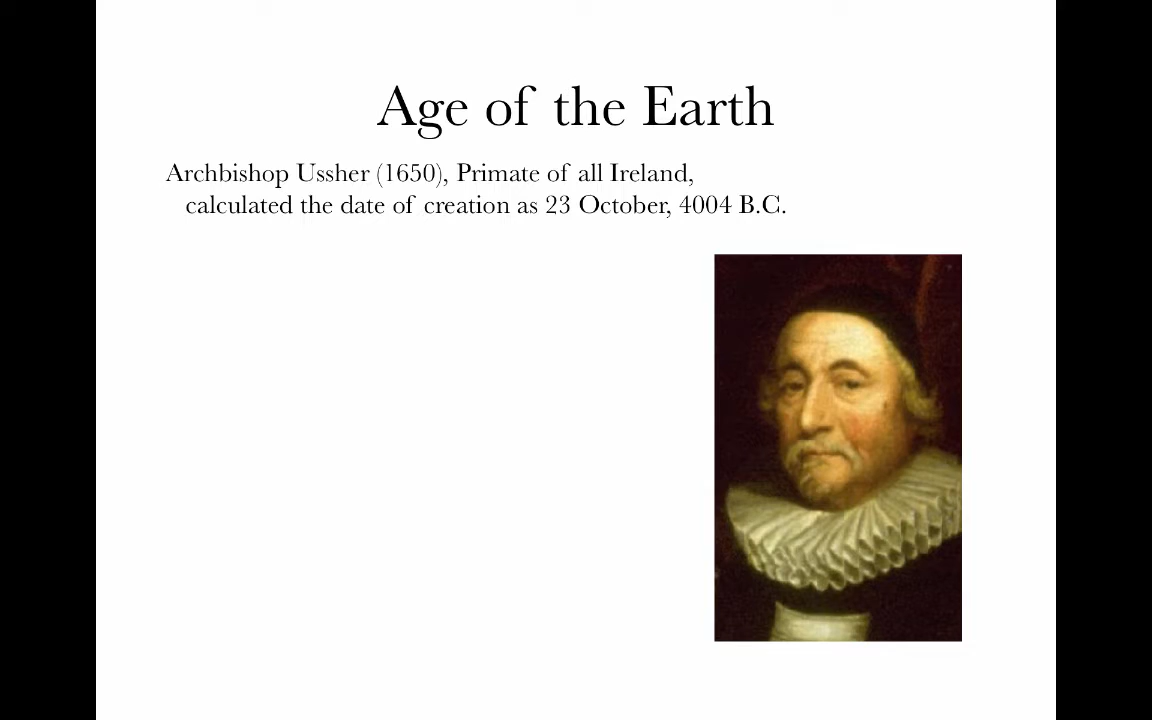 Age of the Earth
Archbishop Ussher (1650), Primate of all Ireland,
calculated the date of creation as 23 October, 4004 B.C.